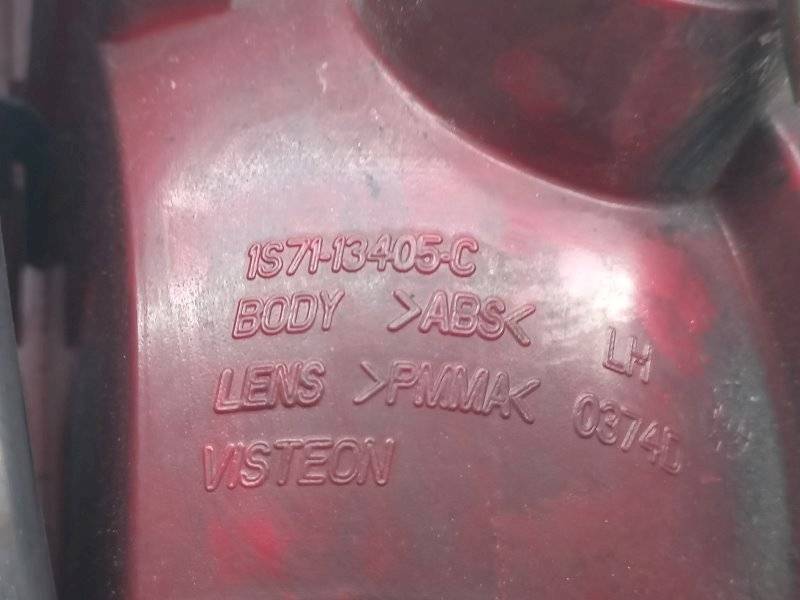 1S71-13405-C
BODY >ABS<
LH
LENS >PMMA<
0374D
VISTEON